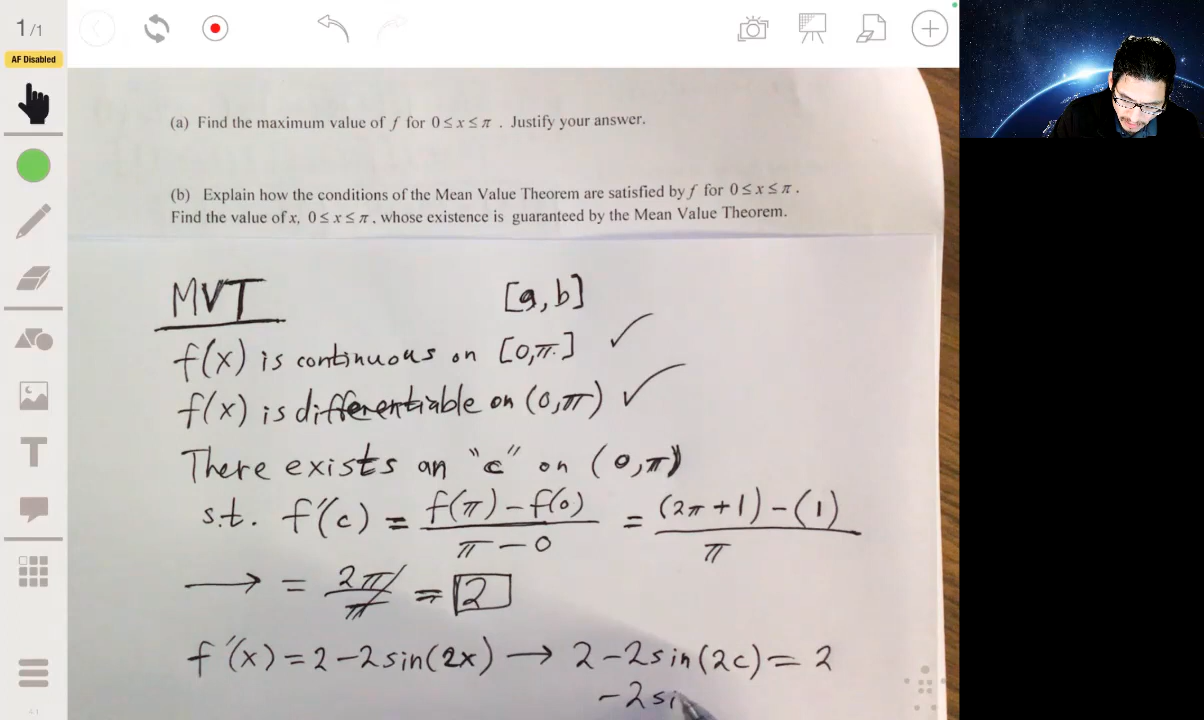 1/1
AF Disabled
(a) Find the maximum value of f for 0 ≤ x ≤ π . Justify your answer.
(b) Explain how the conditions of the Mean Value Theorem are satisfied by f for 0 ≤ x ≤ π .
Find the value of x, 0 ≤ x ≤ π , whose existence is guaranteed by the Mean Value Theorem.
MVT [a,b]
f(x) is continuous on [0,π] ✓
f(x) is differentiable on (0,π) ✓
There exists an "c" on (0,π)
s.t. f'(c) = (f(π) – f(0))/(π – 0) = ((2π+1) – (1))/π
→ = 2π/π = 2
f'(x) = 2 – 2sin(2x) → 2 – 2sin(2c) = 2
–2si
T